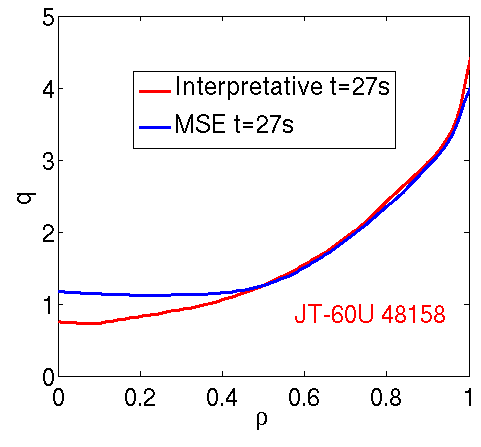 5
4
3
2
1
0
q
Interpretative t=27s
MSE t=27s
JT-60U 48158
0 0.2 0.4 0.6 0.8 1
ρ